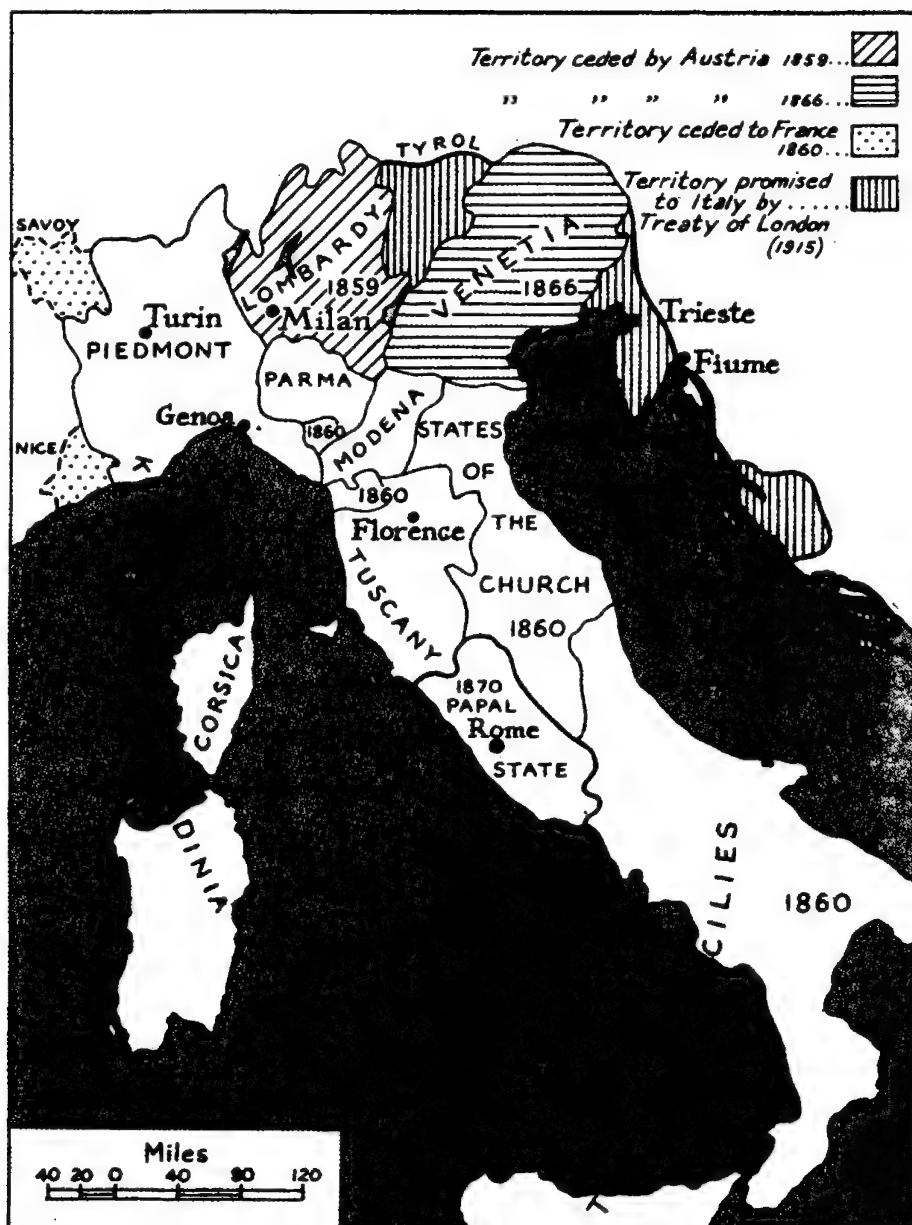 Territory ceded by Austria 1859...
" " " " 1866...
Territory ceded to France
1860...
Territory promised
to Italy by ......
Treaty of London
(1915)
TYROL
SAVOY
LOMBARDY
1859
VENETIA
1866
Turin
Milan
Trieste
PIEDMONT
Fiume
PARMA
Genoa
1860
MODENA
STATES
NICE
K
OF
1860
THE
Florence
TUSCANY
CHURCH
1860
CORSICA
1870
PAPAL
Rome
STATE
DINIA
CILIES
1860
Miles
40 20 0 40 80 120
T